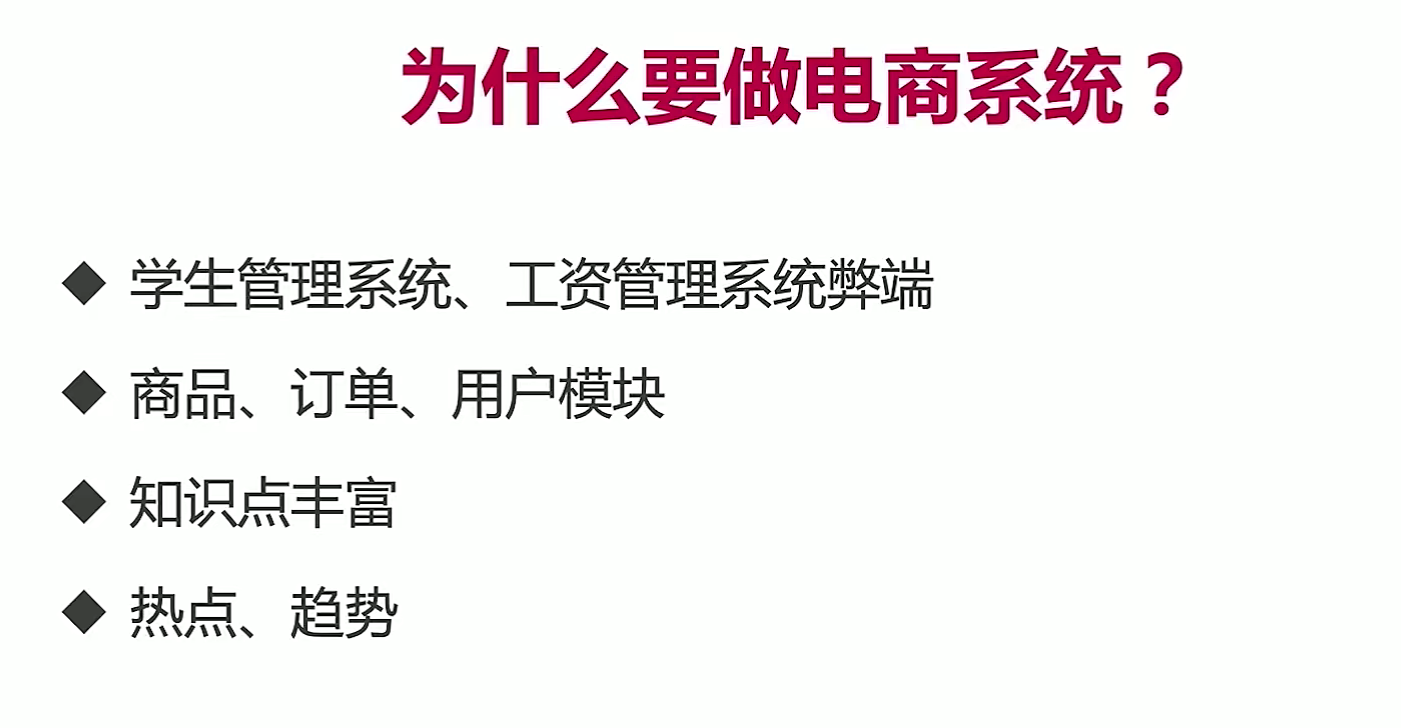 为什么要做电商系统？
◆ 学生管理系统、工资管理系统弊端
◆ 商品、订单、用户模块
◆ 知识点丰富
◆ 热点、趋势